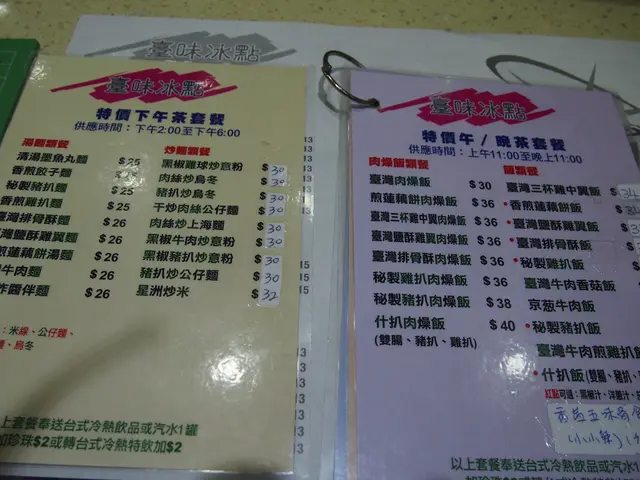 臺味冰點
臺味冰點
特價下午茶套餐
供應時間：下午2:00至下午6:00
湯麵類餐
清湯墨魚丸麵 $25
香煎餃子麵 $25
秘製豬扒麵 $25
香煎雞扒麵 $25
臺灣排骨酥麵 $26
臺灣鹽酥雞翼麵 $26
煎蓮藕餅湯麵 $26
牛肉麵 $26
炸醬伴麵 $26
炒麵類餐
黑椒雞球炒意粉 $30
肉絲炒烏冬 $30
豬扒炒烏冬 $30
干炒肉絲公仔麵 $30
肉絲炒上海麵 $30
黑椒牛肉炒意粉 $30
黑椒豬扒炒意粉 $30
豬扒炒公仔麵 $30
星洲炒米 $32
：米線、公仔麵、
、烏冬
以上套餐奉送台式冷熱飲品或汽水1罐
加珍珠$2或轉台式冷熱特飲加$2
臺味冰點
特價午 / 晚茶套餐
供應時間：上午11:00至晚上11:00
肉燥飯類餐
臺灣肉燥飯 $30
煎蓮藕餅肉燥飯 $36
臺灣三杯雞中翼肉燥飯 $36
臺灣鹽酥雞翼肉燥飯 $36
臺灣排骨酥肉燥飯 $36
秘製雞扒肉燥飯 $36
秘製豬扒肉燥飯 $38
什扒肉燥飯 $40
(雙腸、豬扒、雞扒)
飯類餐
臺灣三杯雞中翼飯 $
香煎蓮藕餅飯 $
臺灣鹽酥雞翼飯 $
臺灣排骨酥飯 $
秘製雞扒飯
臺灣牛肉香菇飯
京葱牛肉飯
秘製豬扒飯
臺灣牛肉煎雞扒飯
什扒飯(雙腸、豬扒、
紅點可選：黑椒汁、洋蔥汁、
以上套餐奉送台式冷熱飲